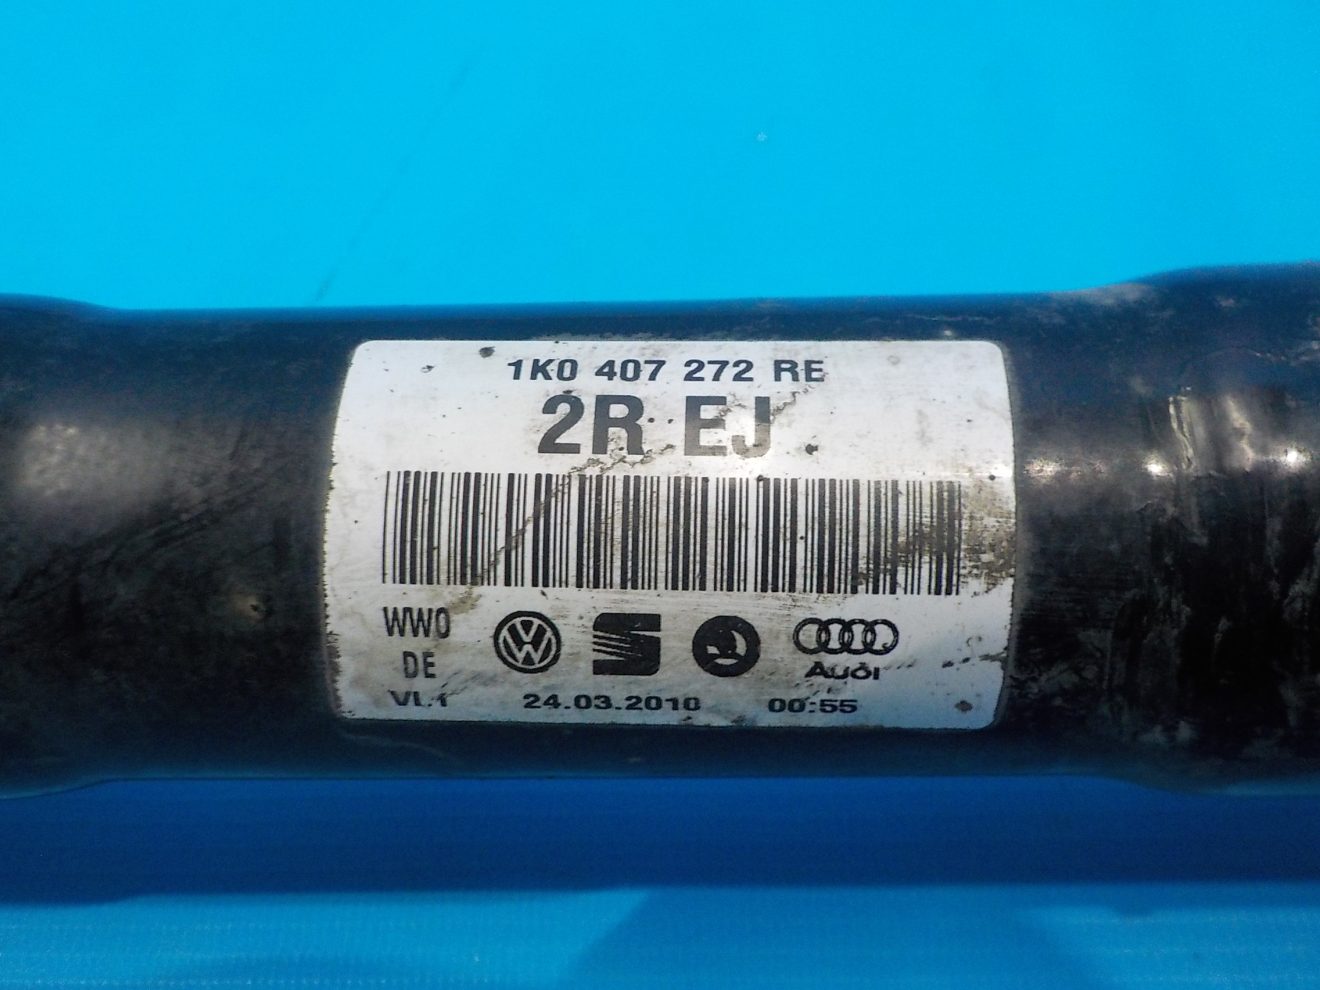 1K0 407 272 RE
2R EJ
WWO
DE
VL1 24.03.2010 00:55
Audi